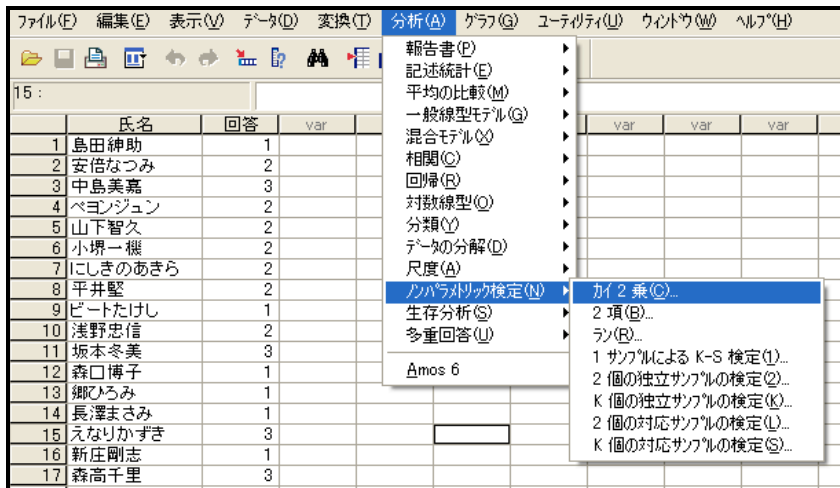 ファイル(F) 編集(E) 表示(V) データ(D) 変換(T) 分析(A) グラフ(G) ユーティリティ(U) ウィンドウ(W) ヘルプ(H)
15 :
氏名 回答 var var var var
1 島田紳助 1
2 安倍なつみ 2
3 中島美嘉 3
4 ペヨンジュン 2
5 山下智久 2
6 小堺一機 2
7 にしきのあきら 2
8 平井堅 2
9 ビートたけし 1
10 浅野忠信 2
11 坂本冬美 3
12 森口博子 1
13 郷ひろみ 1
14 長澤まさみ 1
15 えなりかずき 3
16 新庄剛志 1
17 森高千里 3
報告書(P)
記述統計(E)
平均の比較(M)
一般線型モデル(G)
混合モデル(X)
相関(C)
回帰(R)
対数線型(O)
分類(Y)
データの分解(D)
尺度(A)
ノンパラメトリック検定(N)
生存分析(S)
多重回答(U)
Amos 6
カイ 2 乗(C)...
2 項(B)...
ラン(R)...
1 サンプルによる K-S 検定(1)...
2 個の独立サンプルの検定(2)...
K 個の独立サンプルの検定(K)...
2 個の対応サンプルの検定(L)...
K 個の対応サンプルの検定(S)...